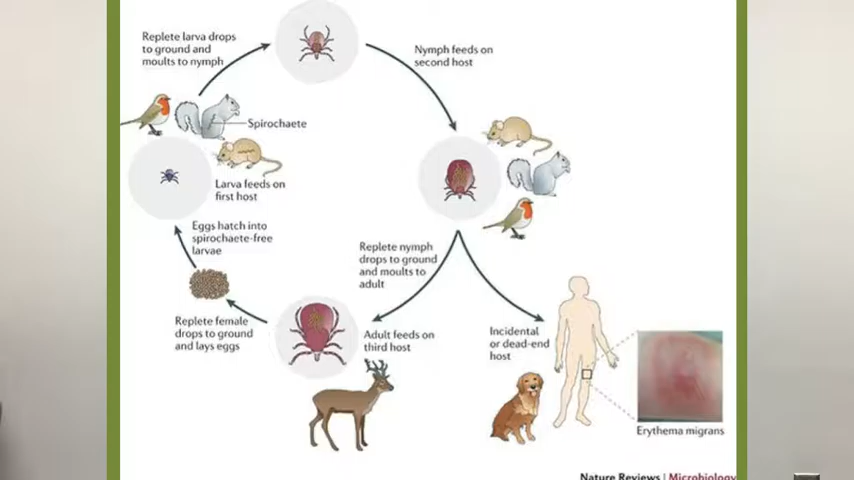 Replete larva drops
to ground and
moults to nymph
Nymph feeds on
second host
Spirochaete
Larva feeds on
first host
Eggs hatch into
spirochaete-free
larvae
Replete nymph
drops to ground
and moults to
adult
Replete female
drops to ground
and lays eggs
Adult feeds on
third host
Incidental
or dead-end
host
Erythema migrans
Nature Reviews | Microbiology